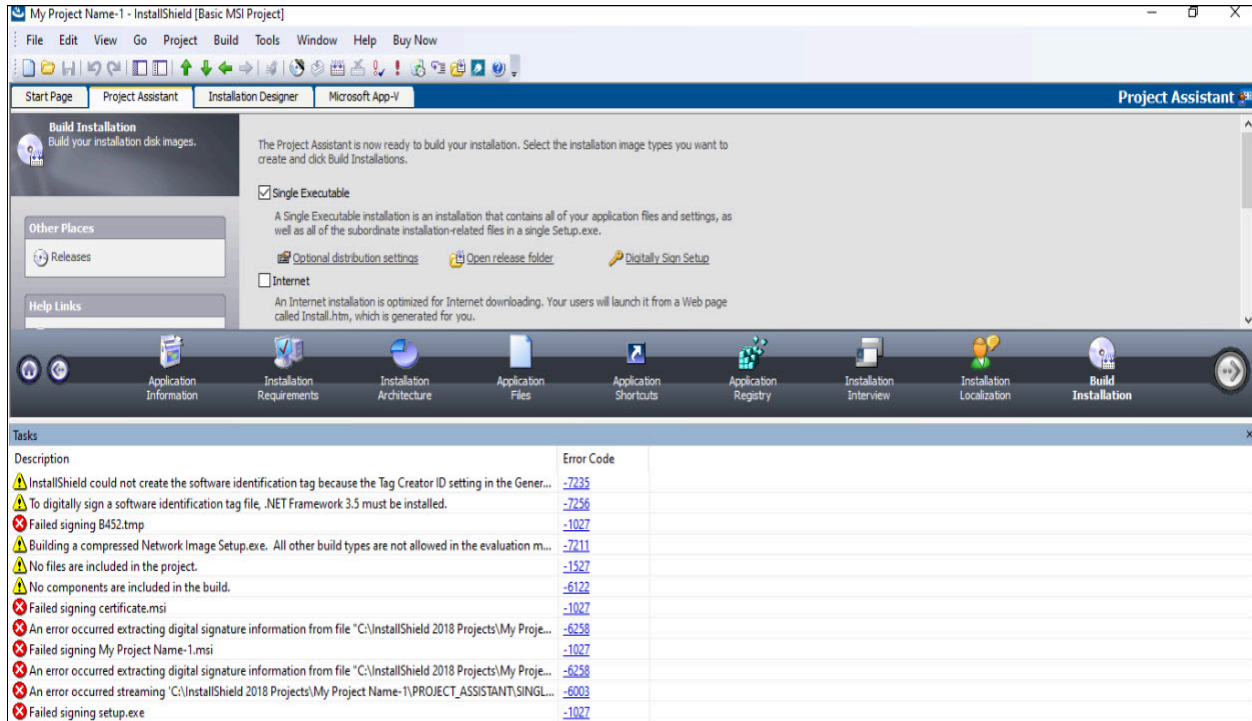 My Project Name-1 - InstallShield [Basic MSI Project]
File Edit View Go Project Build Tools Window Help Buy Now
Start Page Project Assistant Installation Designer Microsoft App-V Project Assistant
Build Installation
Build your installation disk images.
The Project Assistant is now ready to build your installation. Select the installation image types you want to
create and click Build Installations.
Single Executable
A Single Executable installation is an installation that contains all of your application files and settings, as
well as all of the subordinate installation-related files in a single Setup.exe.
Other Places
Releases
Optional distribution settings Open release folder Digitally Sign Setup
Internet
An Internet installation is optimized for Internet downloading. Your users will launch it from a Web page
called Install.htm, which is generated for you.
Help Links
Application Information
Installation Requirements
Installation Architecture
Application Files
Application Shortcuts
Application Registry
Installation Interview
Installation Localization
Build Installation
Tasks
Description Error Code
InstallShield could not create the software identification tag because the Tag Creator ID setting in the Gener... -7235
To digitally sign a software identification tag file, .NET Framework 3.5 must be installed. -7256
Failed signing B452.tmp -1027
Building a compressed Network Image Setup.exe. All other build types are not allowed in the evaluation m... -7211
No files are included in the project. -1527
No components are included in the build. -6122
Failed signing certificate.msi -1027
An error occurred extracting digital signature information from file "C:\InstallShield 2018 Projects\My Proje... -6258
Failed signing My Project Name-1.msi -1027
An error occurred extracting digital signature information from file "C:\InstallShield 2018 Projects\My Proje... -6258
An error occurred streaming 'C:\InstallShield 2018 Projects\My Project Name-1\PROJECT_ASSISTANT\SINGL... -6003
Failed signing setup.exe -1027